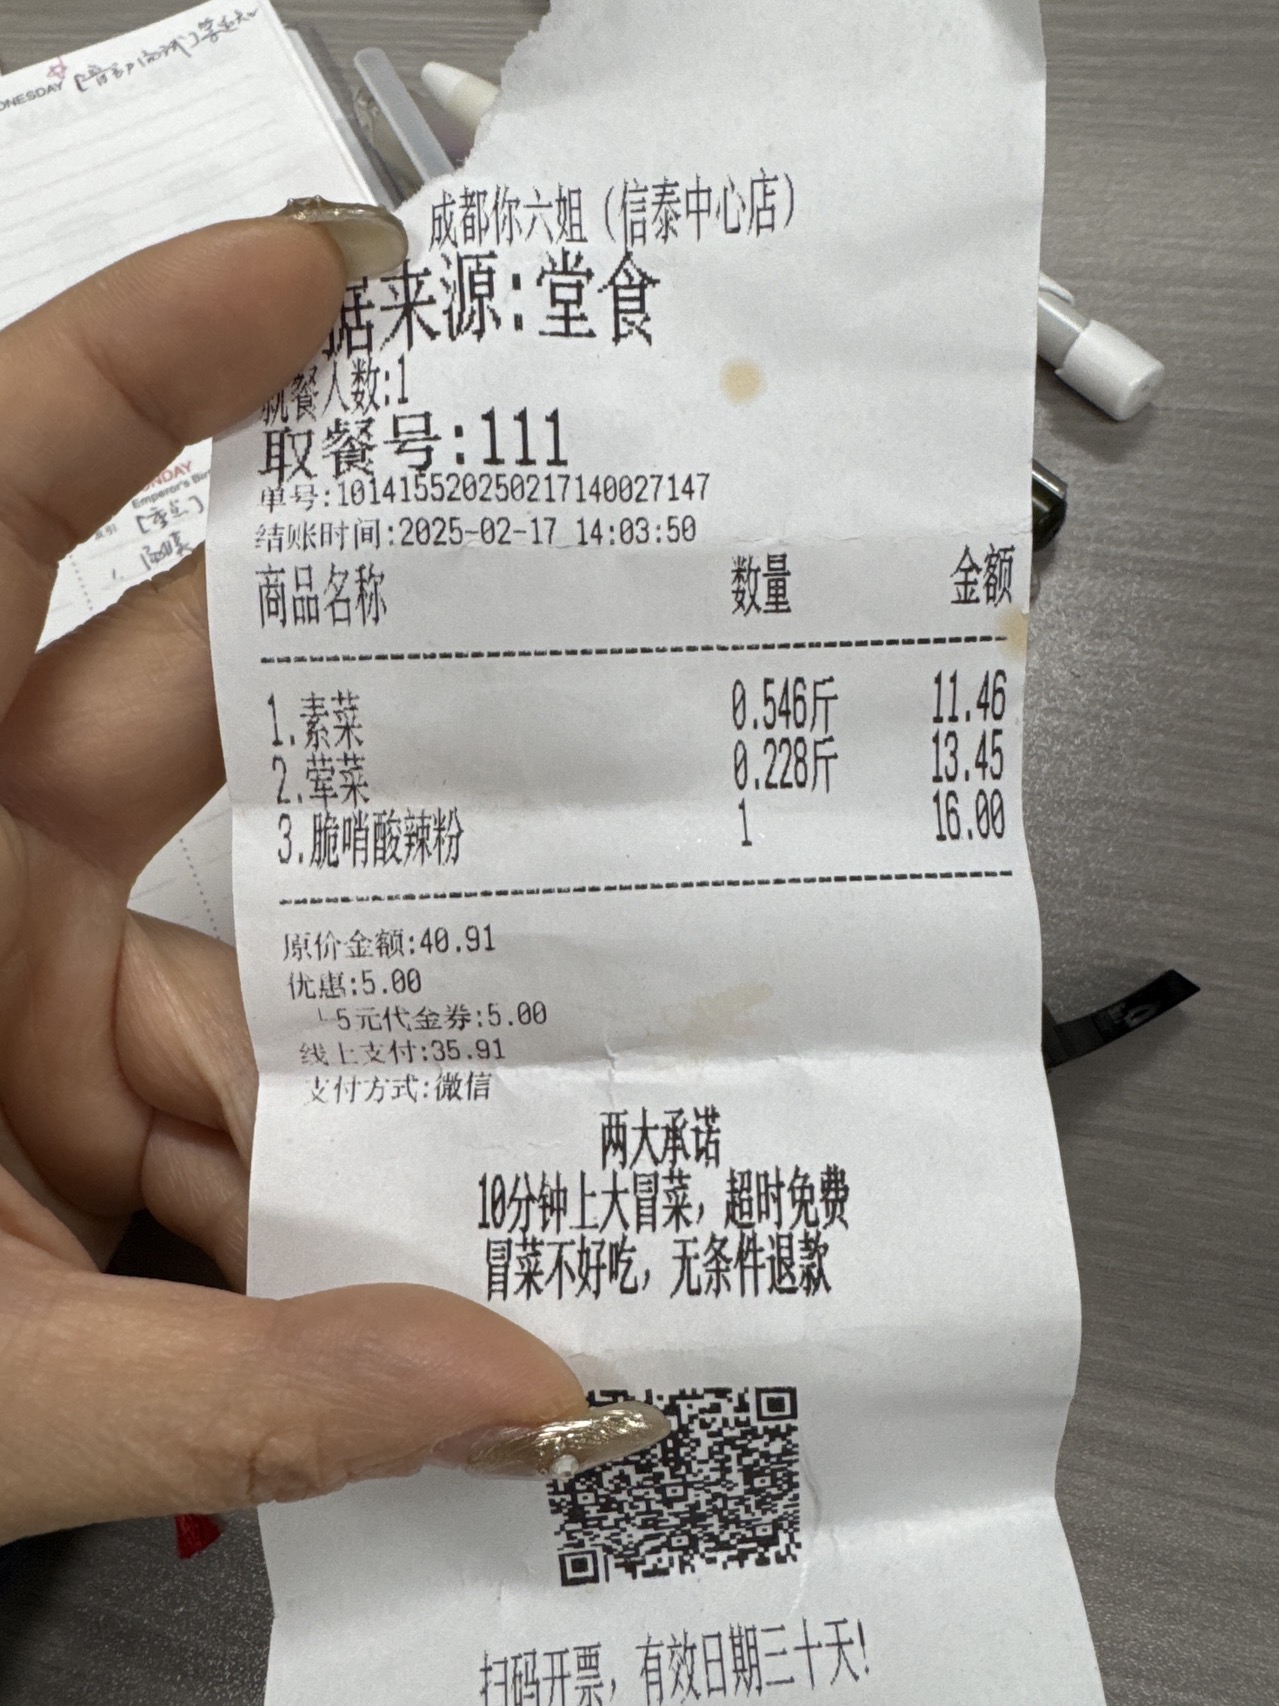 成都你六姐（信泰中心店）
据来源:堂食
就餐人数:1
取餐号:111
单号:101415520250217140027147
结账时间:2025-02-17 14:03:50
商品名称 数量 金额
1.素菜 0.546斤 11.46
2.荤菜 0.228斤 13.45
3.脆哨酸辣粉 1 16.00
原价金额:40.91
优惠:5.00
└5元代金券:5.00
线上支付:35.91
支付方式:微信
两大承诺
10分钟上大冒菜，超时免费
冒菜不好吃，无条件退款
扫码开票，有效日期三十天!
NESDAY
NDAY
Emperor's Bir